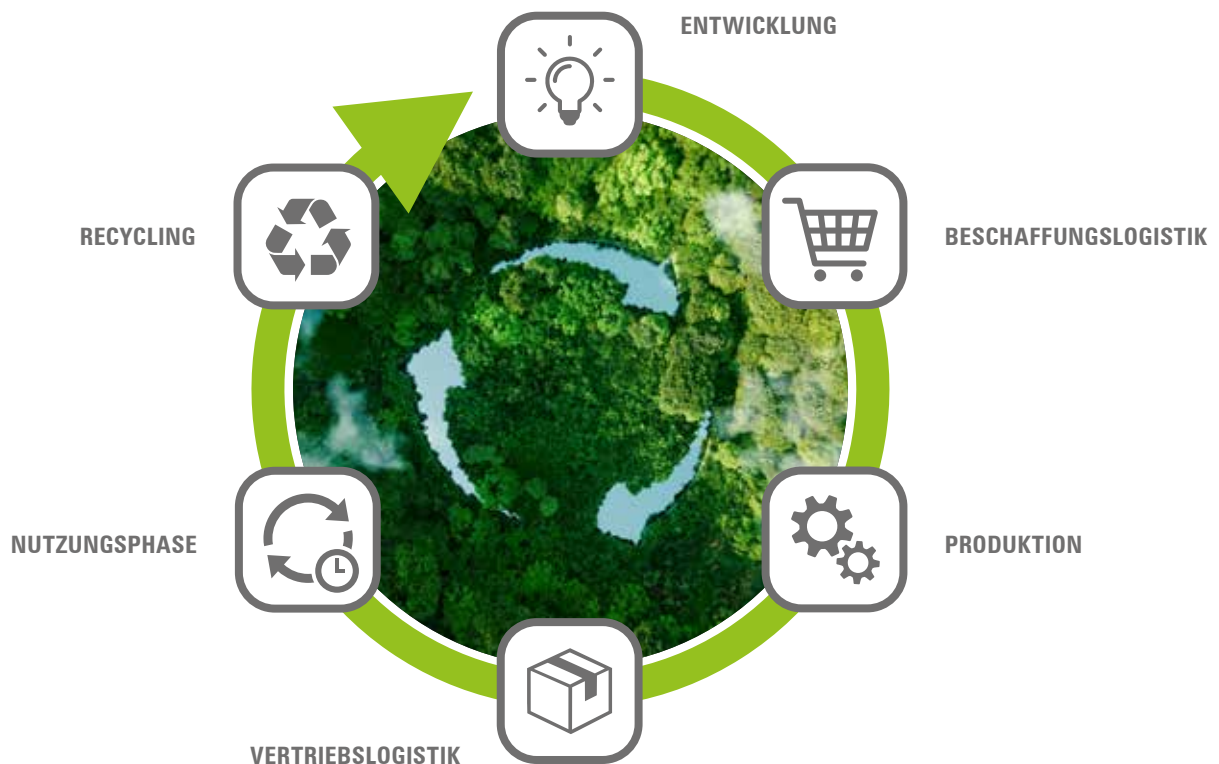 ENTWICKLUNG
BESCHAFFUNGSLOGISTIK
PRODUKTION
VERTRIEBSLOGISTIK
NUTZUNGSPHASE
RECYCLING